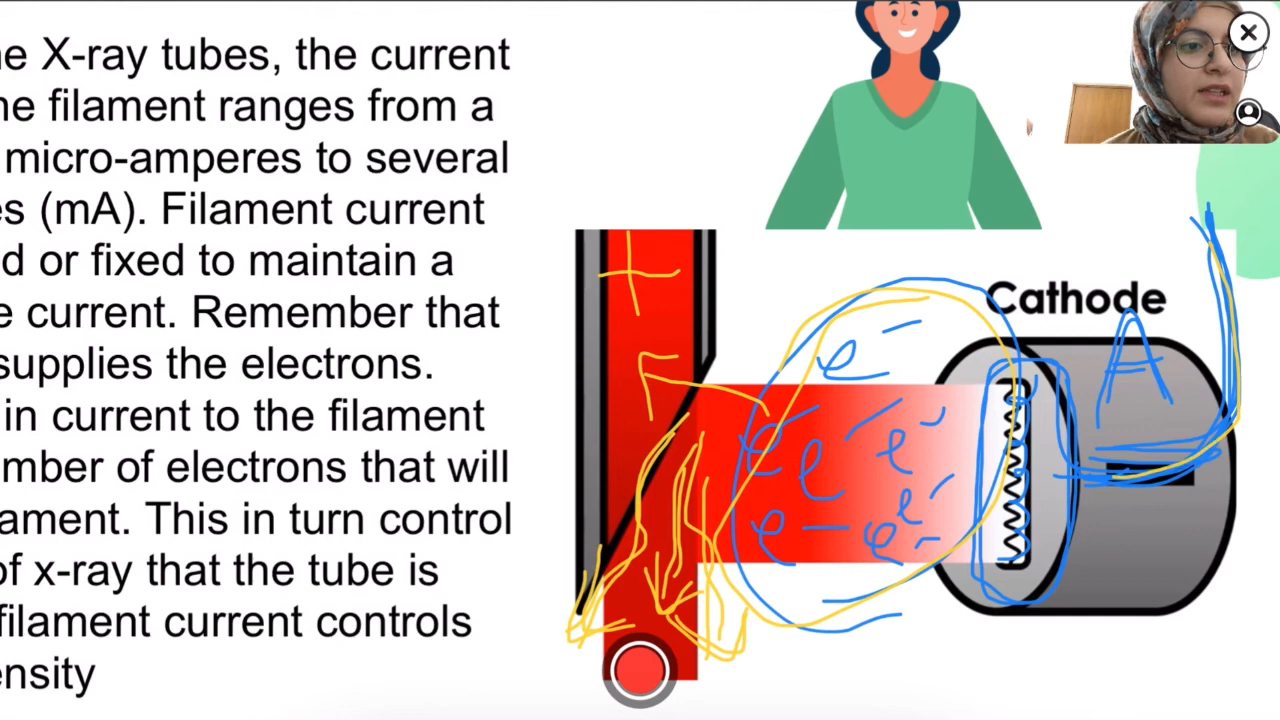 e X-ray tubes, the current
he filament ranges from a
micro-amperes to several
es (mA). Filament current
d or fixed to maintain a
e current. Remember that
supplies the electrons.
in current to the filament
mber of electrons that will
ament. This in turn control
of x-ray that the tube is
filament current controls
ensity
Cathode
A
+
e -
e - e - e -
e -
e - e -